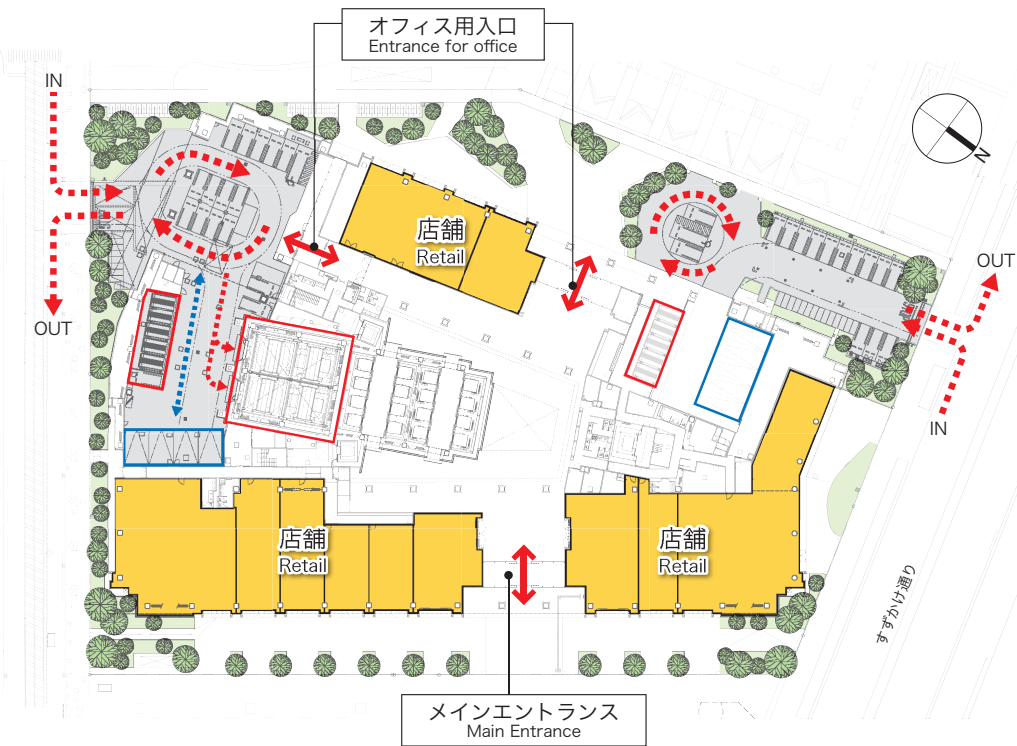 オフィス用入口
Entrance for office
IN
N
店舗
Retail
OUT
OUT
IN
店舗
Retail
店舗
Retail
すずかけ通り
メインエントランス
Main Entrance